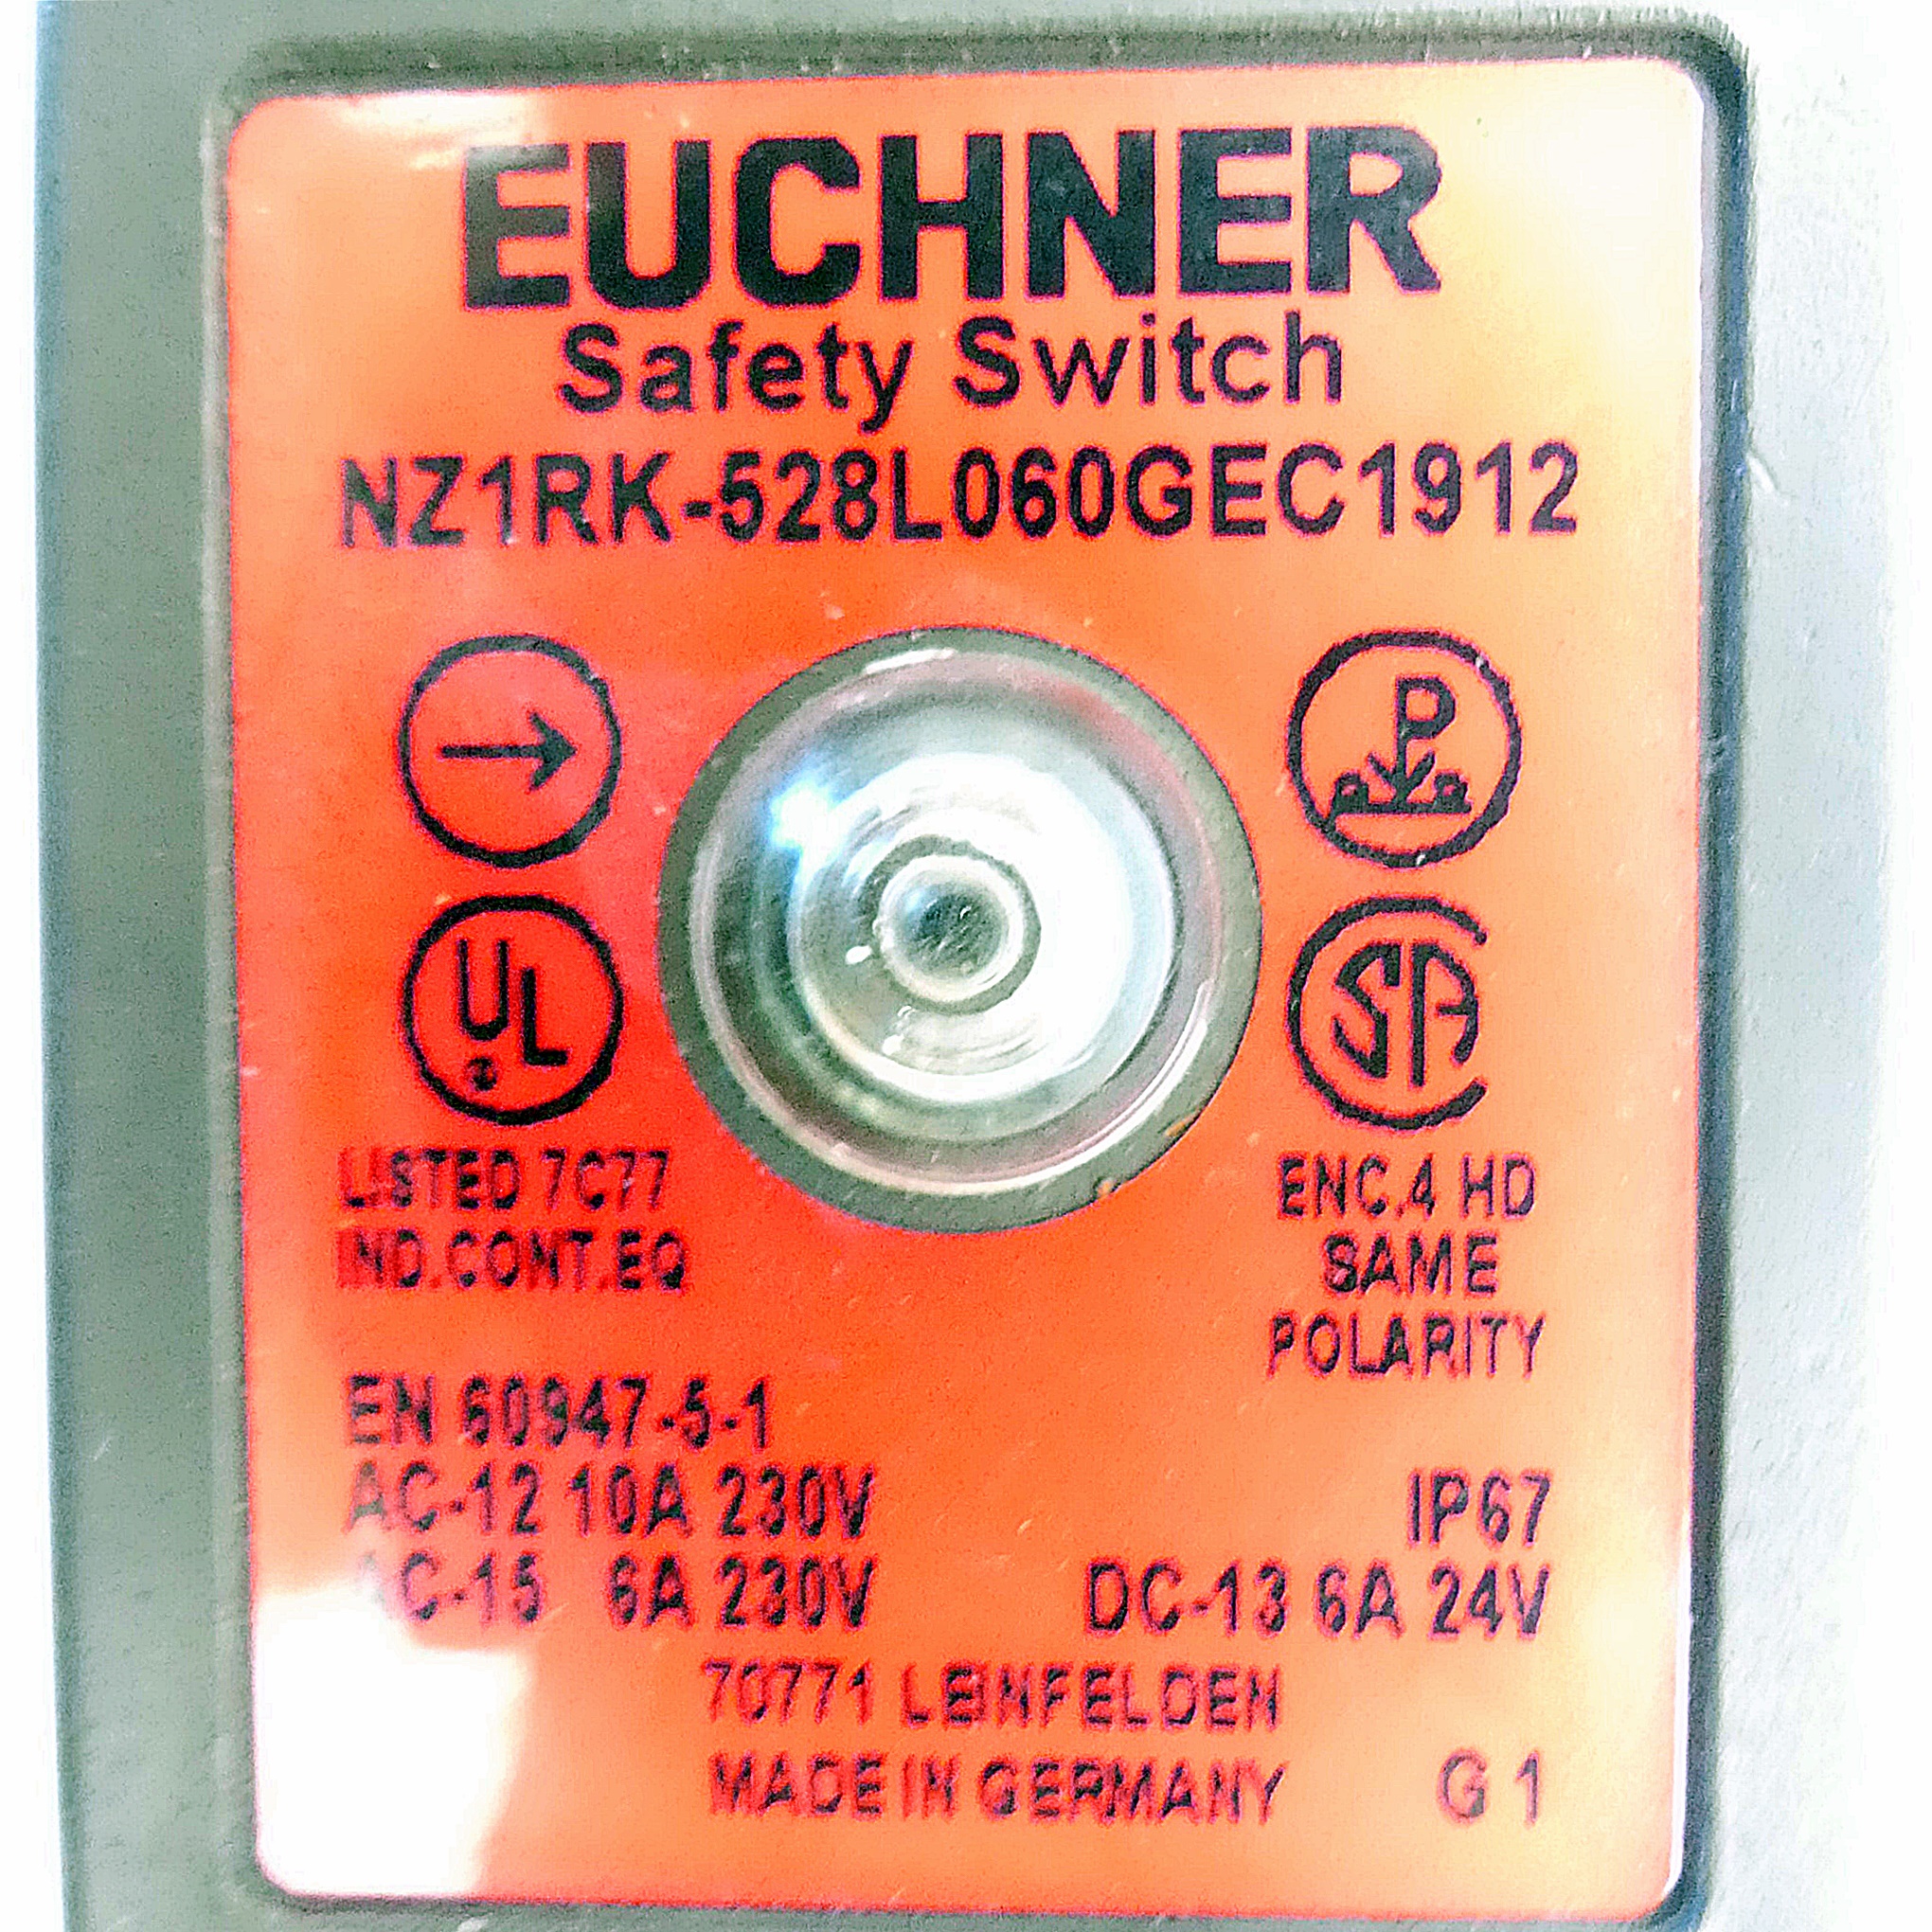 EUCHNER
Safety Switch
NZ1RK-528L060GEC1912
P
UL
SA
LISTED 7C77
IND.CONT.EQ
ENC.4 HD
SAME
POLARITY
EN 60947-5-1
AC-12 10A 230V
IP67
AC-15 6A 230V
DC-13 6A 24V
70771 LEINFELDEN
MADE IN GERMANY
G 1